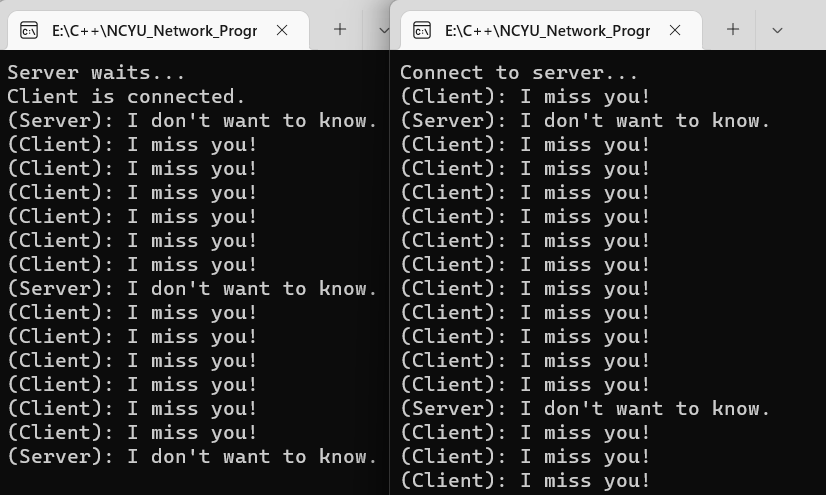 E:\C++\NCYU_Network_Progr
Server waits...
Client is connected.
(Server): I don't want to know.
(Client): I miss you!
(Client): I miss you!
(Client): I miss you!
(Client): I miss you!
(Client): I miss you!
(Client): I miss you!
(Server): I don't want to know.
(Client): I miss you!
(Client): I miss you!
(Client): I miss you!
(Client): I miss you!
(Client): I miss you!
(Client): I miss you!
(Server): I don't want to know.
E:\C++\NCYU_Network_Progr
Connect to server...
(Client): I miss you!
(Server): I don't want to know.
(Client): I miss you!
(Client): I miss you!
(Client): I miss you!
(Client): I miss you!
(Client): I miss you!
(Client): I miss you!
(Client): I miss you!
(Client): I miss you!
(Client): I miss you!
(Client): I miss you!
(Client): I miss you!
(Server): I don't want to know.
(Client): I miss you!
(Client): I miss you!
(Client): I miss you!